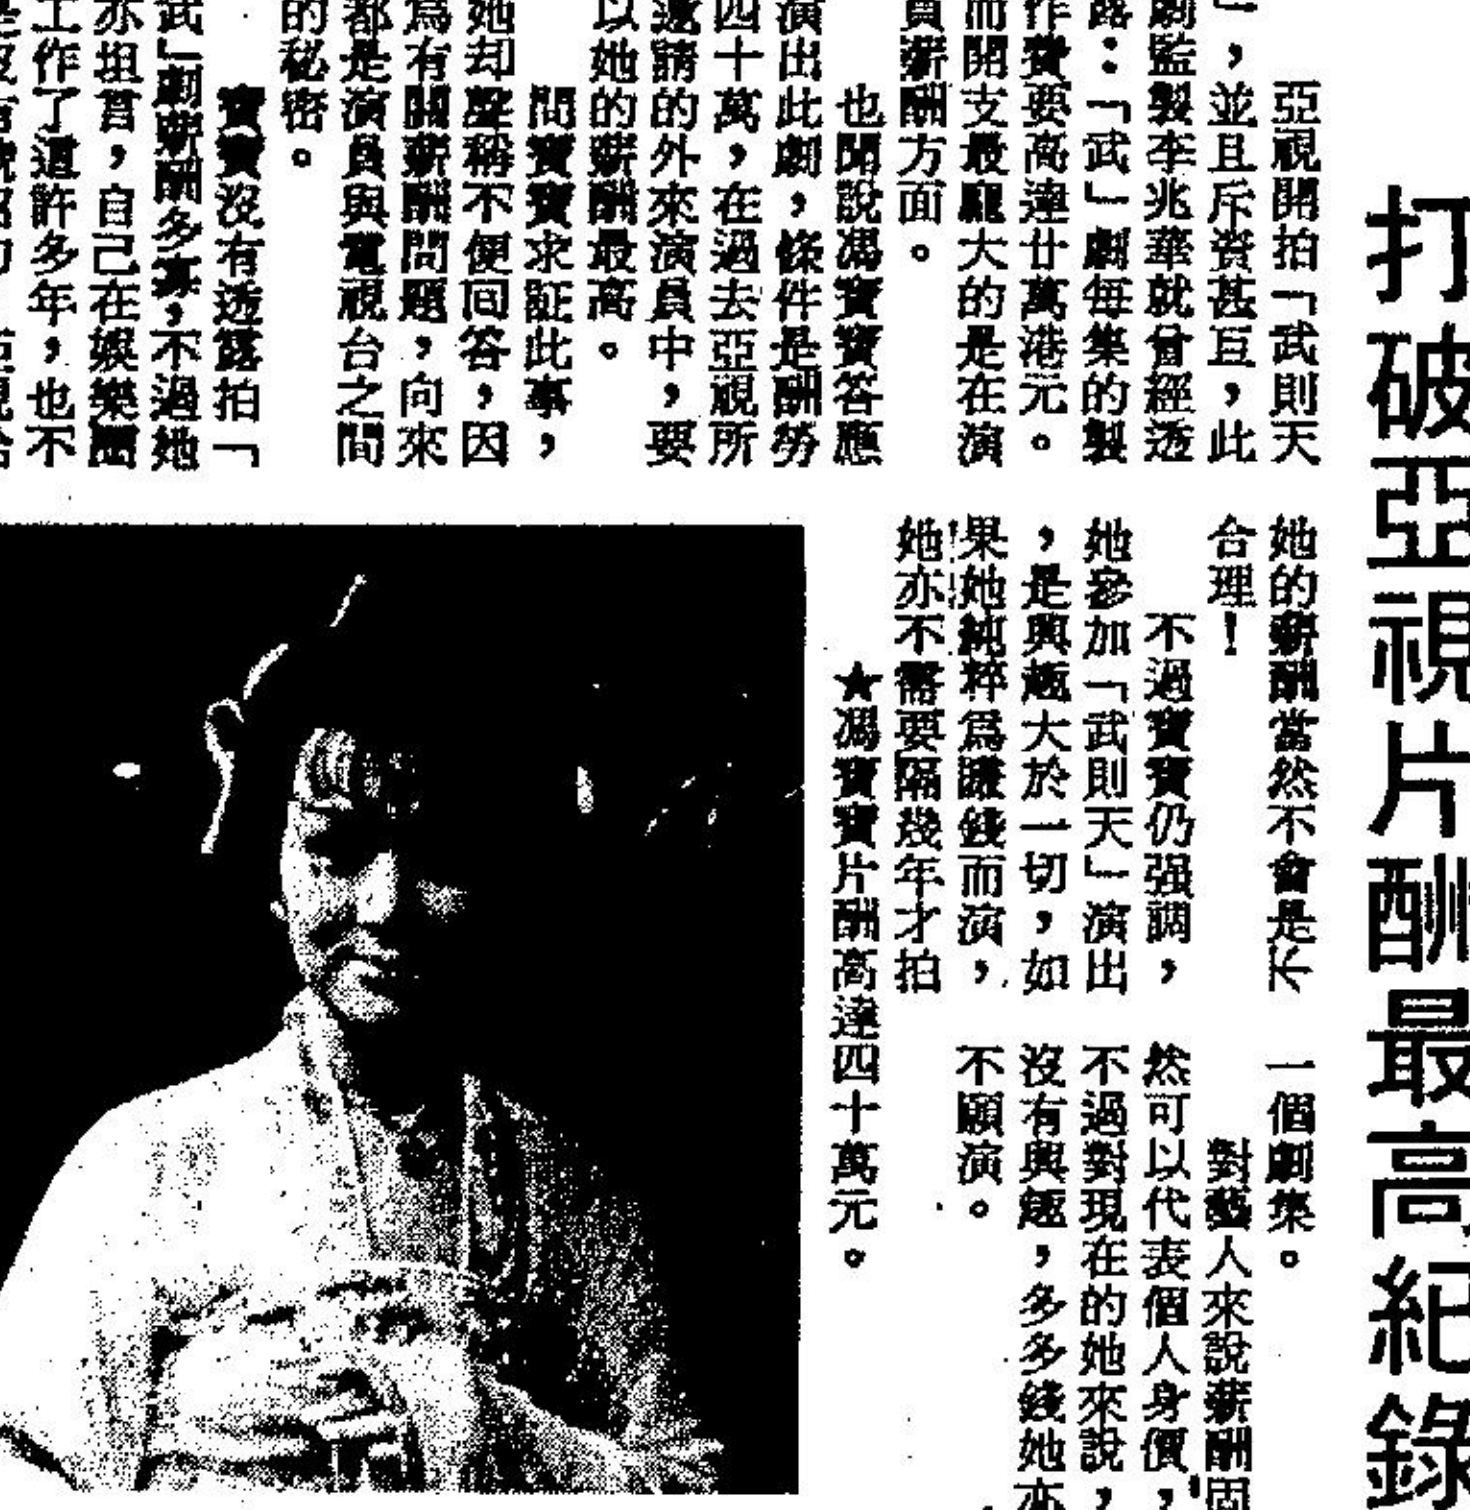 打破亞視片酬最高紀錄
亞視開拍「武則天
」，並且斥資甚巨，此
劇監製李兆華就曾經透
露：「武」劇每集的製
作費要高達廿萬港元。
而開支最龐大的是在演
員薪酬方面。
也聞說馮寶寶答應
演出此劇，條件是酬勞
四十萬，在過去亞視所
邀請的外來演員中，要
以她的薪酬最高。
問寶寶求証此事，
她却聲稱不便回答，因
爲有關薪酬問題，向來
都是演員與電視台之間
的秘密。
寶寶沒有透露拍「
武」劇薪酬多寡，不過她
亦坦言，自己在娛樂圈
工作了這許多年，也不
是沒有號召力，亞視給
她的薪酬當然不會是不
合理！
不過寶寶仍强調，
她參加「武則天」演出
，是興趣大於一切，如
果她純粹爲賺錢而演，
她亦不需要隔幾年才拍
一個劇集。
對藝人來說薪酬固
然可以代表個人身價，
不過對現在的她來說，
沒有興趣，多多錢她亦
不願演。
★馮寶寶片酬高達四十萬元。